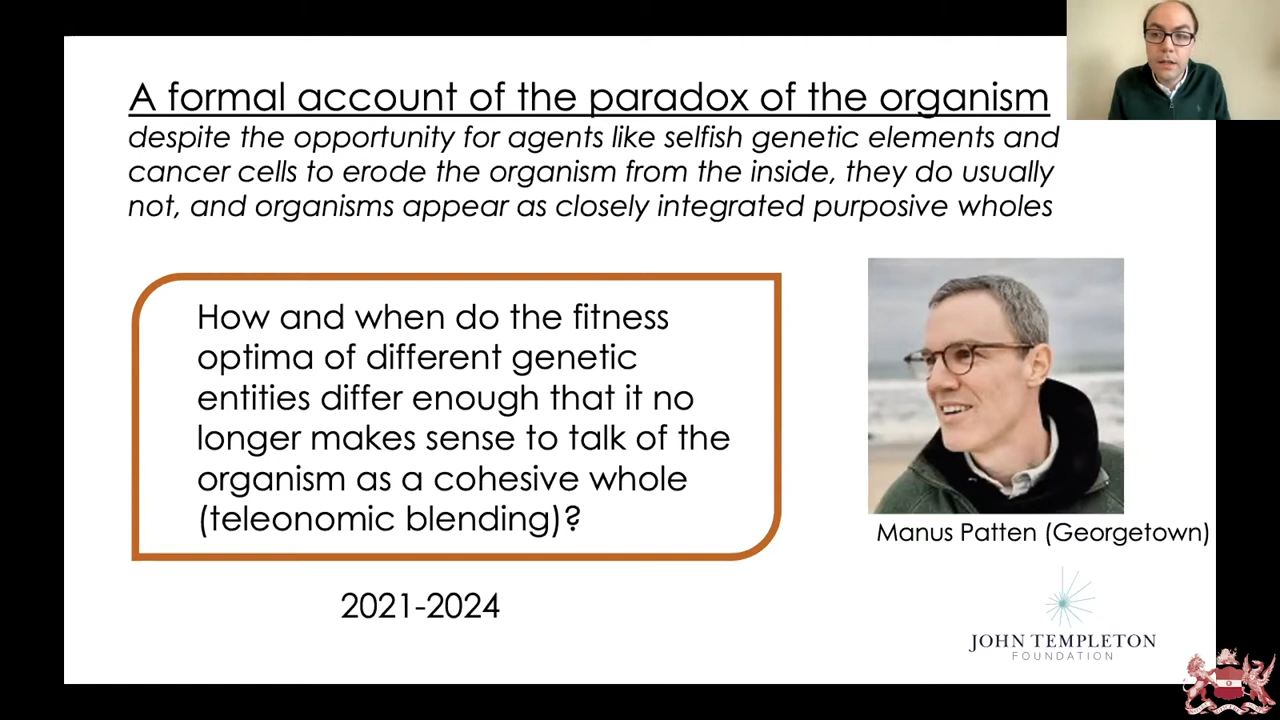 A formal account of the paradox of the organism
despite the opportunity for agents like selfish genetic elements and
cancer cells to erode the organism from the inside, they do usually
not, and organisms appear as closely integrated purposive wholes
How and when do the fitness
optima of different genetic
entities differ enough that it no
longer makes sense to talk of the
organism as a cohesive whole
(teleonomic blending)?
Manus Patten (Georgetown)
2021-2024
JOHN TEMPLETON
FOUNDATION